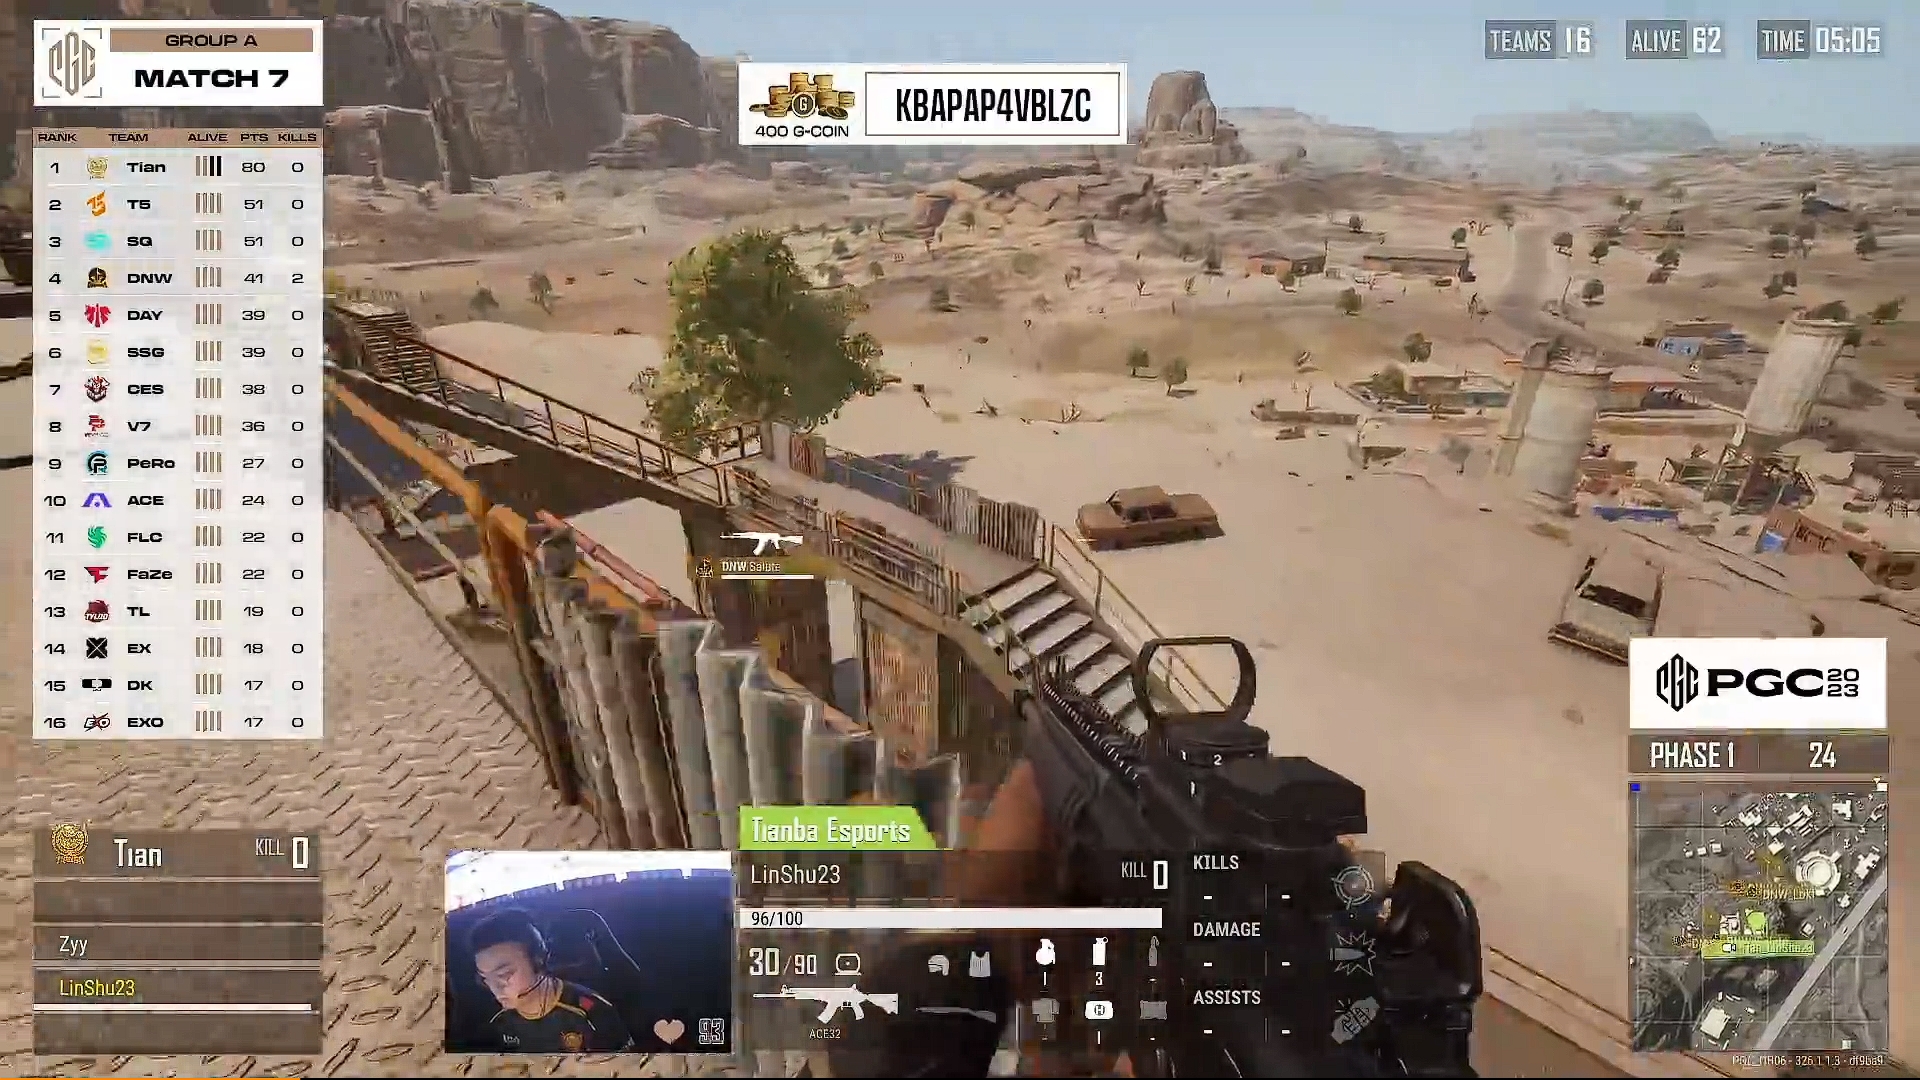 GROUP A
MATCH 7
400 G-COIN
KBAPAP4VBLZC
TEAMS 16
ALIVE 62
TIME 05:05
RANK TEAM ALIVE PTS KILLS
1 Tian 80 0
2 T5 51 0
3 SQ 51 0
4 DNW 41 2
5 DAY 39 0
6 SSG 39 0
7 CES 38 0
8 V7 36 0
9 PeRo 27 0
10 ACE 24 0
11 FLC 22 0
12 FaZe 22 0
13 TL 19 0
14 EX 18 0
15 DK 17 0
16 EXO 17 0
DNW Salute
PGC 2023
PHASE 1 24
Tian KILL 0
Zyy
LinShu23
93
Tianba Esports
LinShu23 KILL 0
96/100
30/90
ACE32
1 3 -
1 -
KILLS
- -
DAMAGE
- -
ASSISTS
- -
2